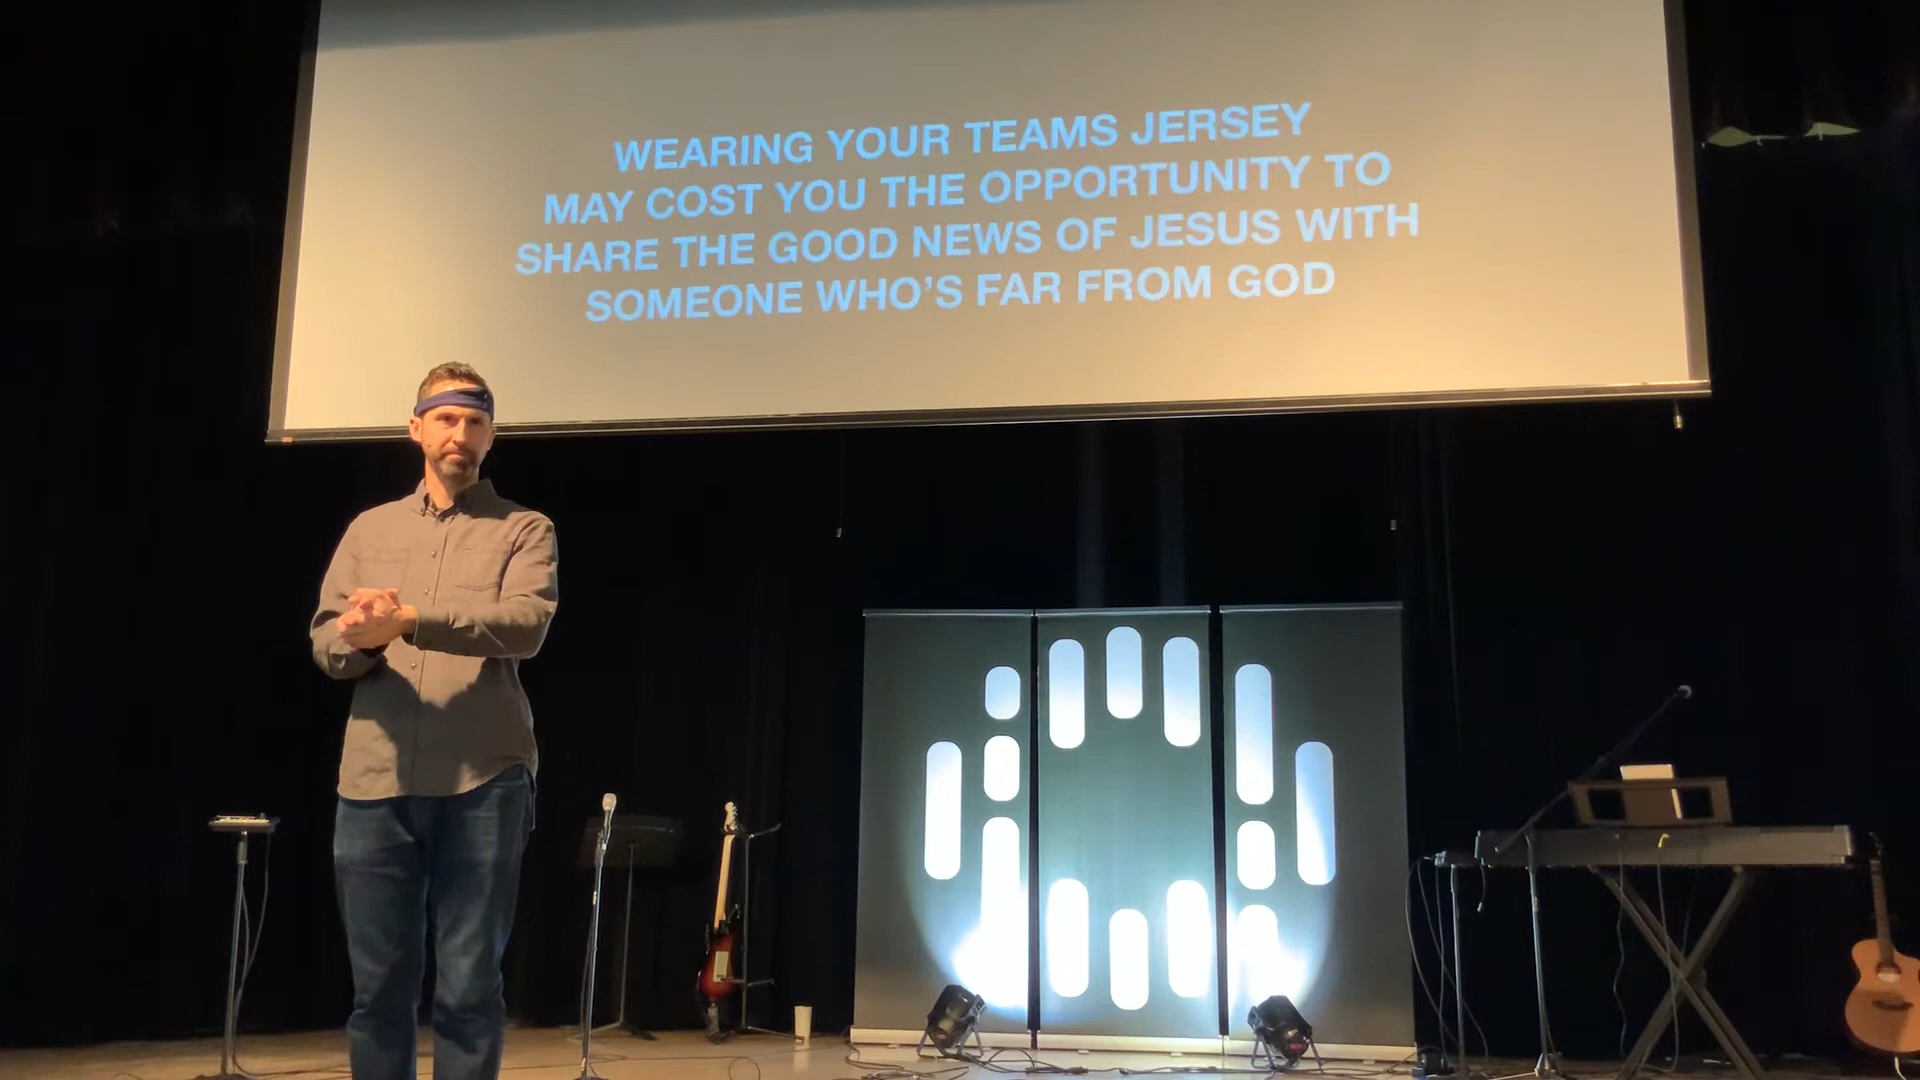 WEARING YOUR TEAMS JERSEY
MAY COST YOU THE OPPORTUNITY TO
SHARE THE GOOD NEWS OF JESUS WITH
SOMEONE WHO'S FAR FROM GOD